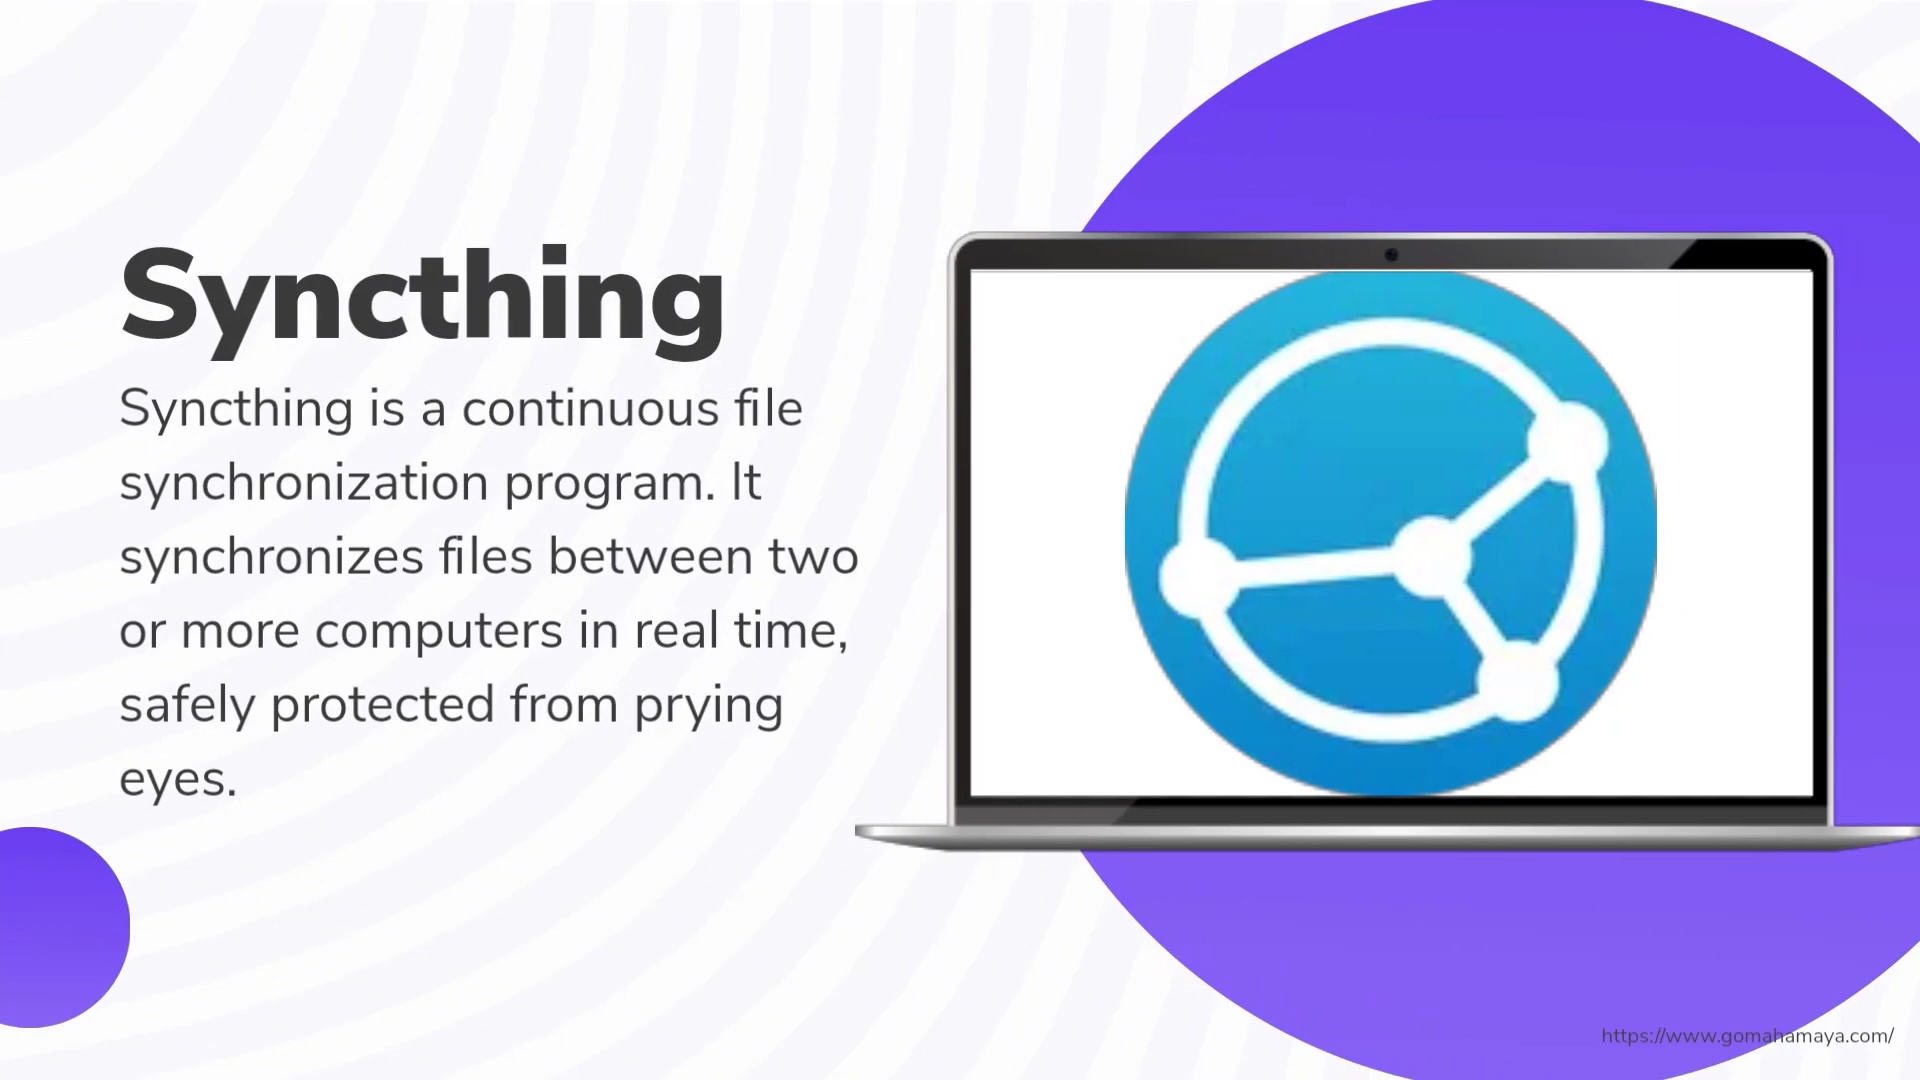 Syncthing
Syncthing is a continuous file
synchronization program. It
synchronizes files between two
or more computers in real time,
safely protected from prying
eyes.
https://www.gomahamaya.com/